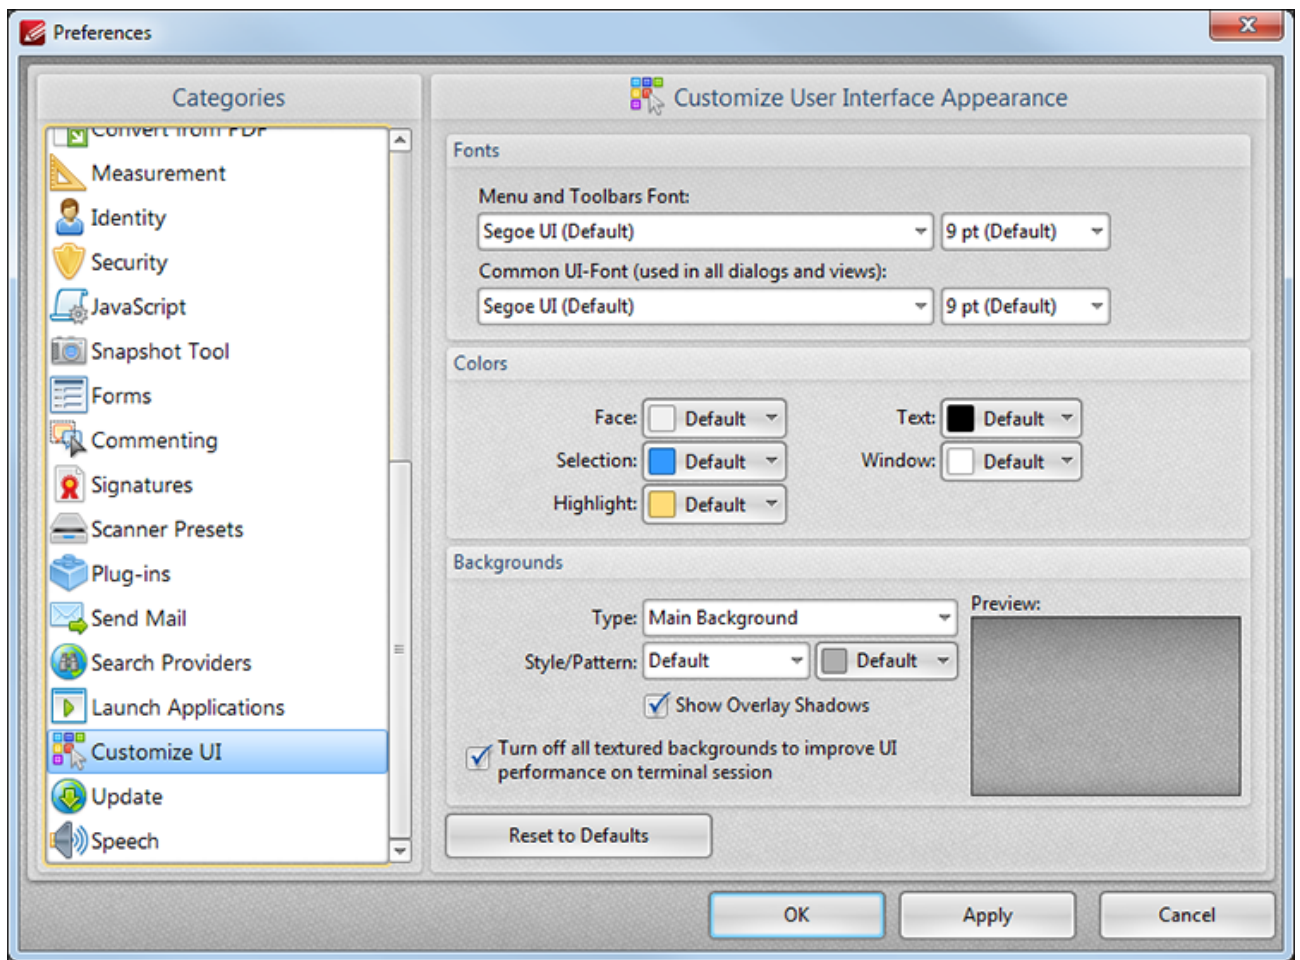 Preferences
Categories
Convert from PDF
Measurement
Identity
Security
JavaScript
Snapshot Tool
Forms
Commenting
Signatures
Scanner Presets
Plug-ins
Send Mail
Search Providers
Launch Applications
Customize UI
Update
Speech
Customize User Interface Appearance
Fonts
Menu and Toolbars Font:
Segoe UI (Default) 9 pt (Default)
Common UI-Font (used in all dialogs and views):
Segoe UI (Default) 9 pt (Default)
Colors
Face: Default Text: Default
Selection: Default Window: Default
Highlight: Default
Backgrounds
Type: Main Background Preview:
Style/Pattern: Default Default
Show Overlay Shadows
Turn off all textured backgrounds to improve UI
performance on terminal session
Reset to Defaults
OK Apply Cancel